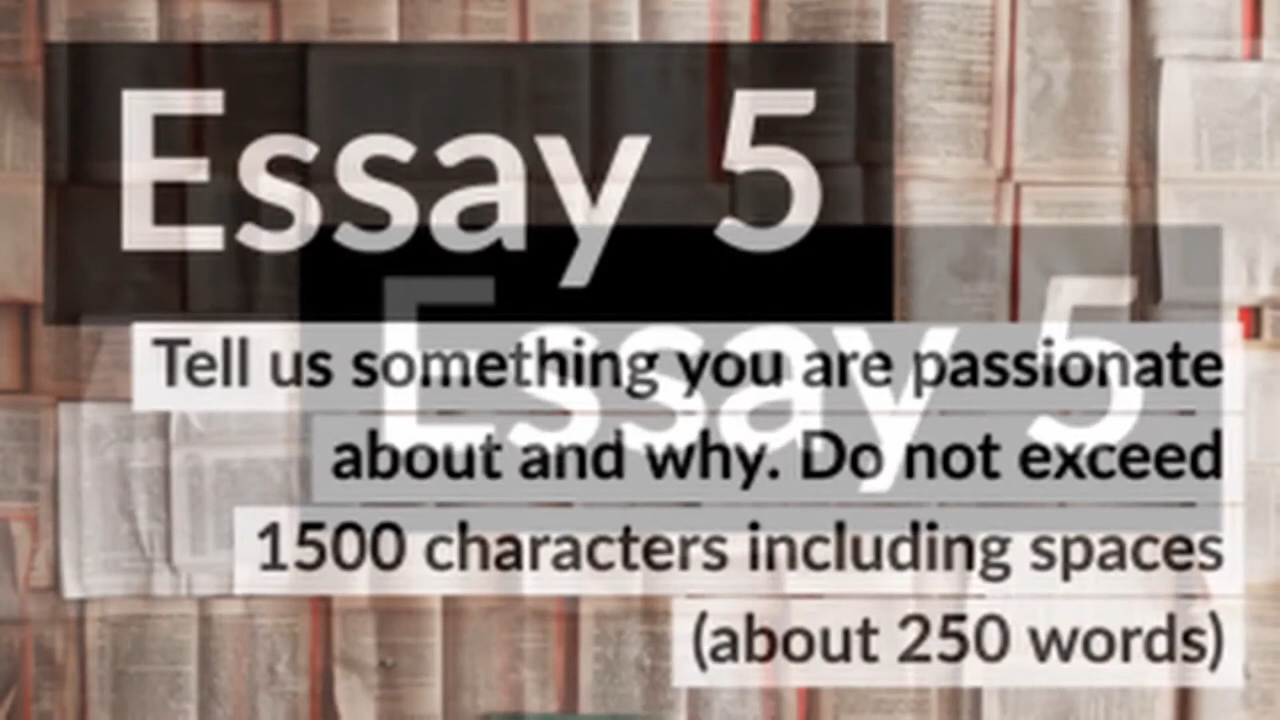 Essay 5
Essay 5
Tell us something you are passionate
about and why. Do not exceed
1500 characters including spaces
(about 250 words)